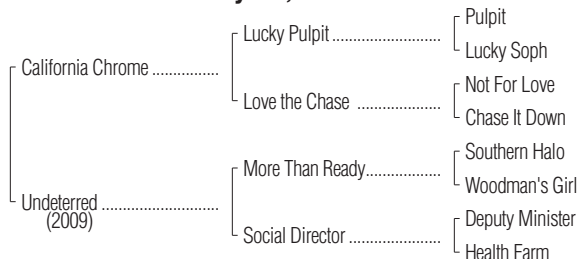 Pulpit
Lucky Pulpit
Lucky Soph
California Chrome
Not For Love
Love the Chase
Chase It Down
Southern Halo
More Than Ready
Woodman's Girl
Undeterred
(2009)
Deputy Minister
Social Director
Health Farm